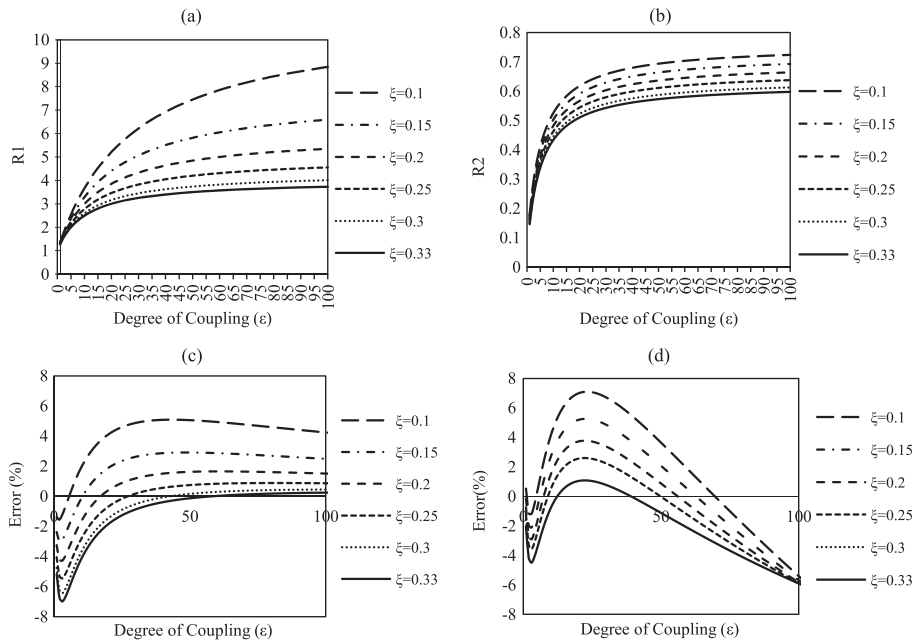 (a)
10
9
8
7
6
5
4
3
2
1
0
R1
0 5 10 15 20 25 30 35 40 45 50 55 60 65 70 75 80 85 90 95 100
Degree of Coupling (ε)
ξ=0.1
ξ=0.15
ξ=0.2
ξ=0.25
ξ=0.3
ξ=0.33
(b)
0.8
0.7
0.6
0.5
0.4
0.3
0.2
0.1
0
R2
0 5 10 15 20 25 30 35 40 45 50 55 60 65 70 75 80 85 90 95 100
Degree of Coupling (ε)
ξ=0.1
ξ=0.15
ξ=0.2
ξ=0.25
ξ=0.3
ξ=0.33
(c)
8
6
4
2
0
-2
-4
-6
-8
Error (%)
0 50 100
Degree of Coupling (ε)
ξ=0.1
ξ=0.15
ξ=0.2
ξ=0.25
ξ=0.3
ξ=0.33
(d)
8
6
4
2
0
-2
-4
-6
-8
Error(%)
0 50 100
Degree of Coupling (ε)
ξ=0.1
ξ=0.15
ξ=0.2
ξ=0.25
ξ=0.3
ξ=0.33